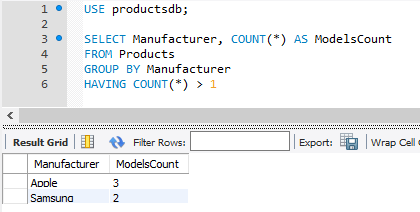 1 USE productsdb;
2
3 SELECT Manufacturer, COUNT(*) AS ModelsCount
4 FROM Products
5 GROUP BY Manufacturer
6 HAVING COUNT(*) > 1
Result Grid Filter Rows: Export: Wrap Cell
Manufacturer ModelsCount
Apple 3
Samsung 2